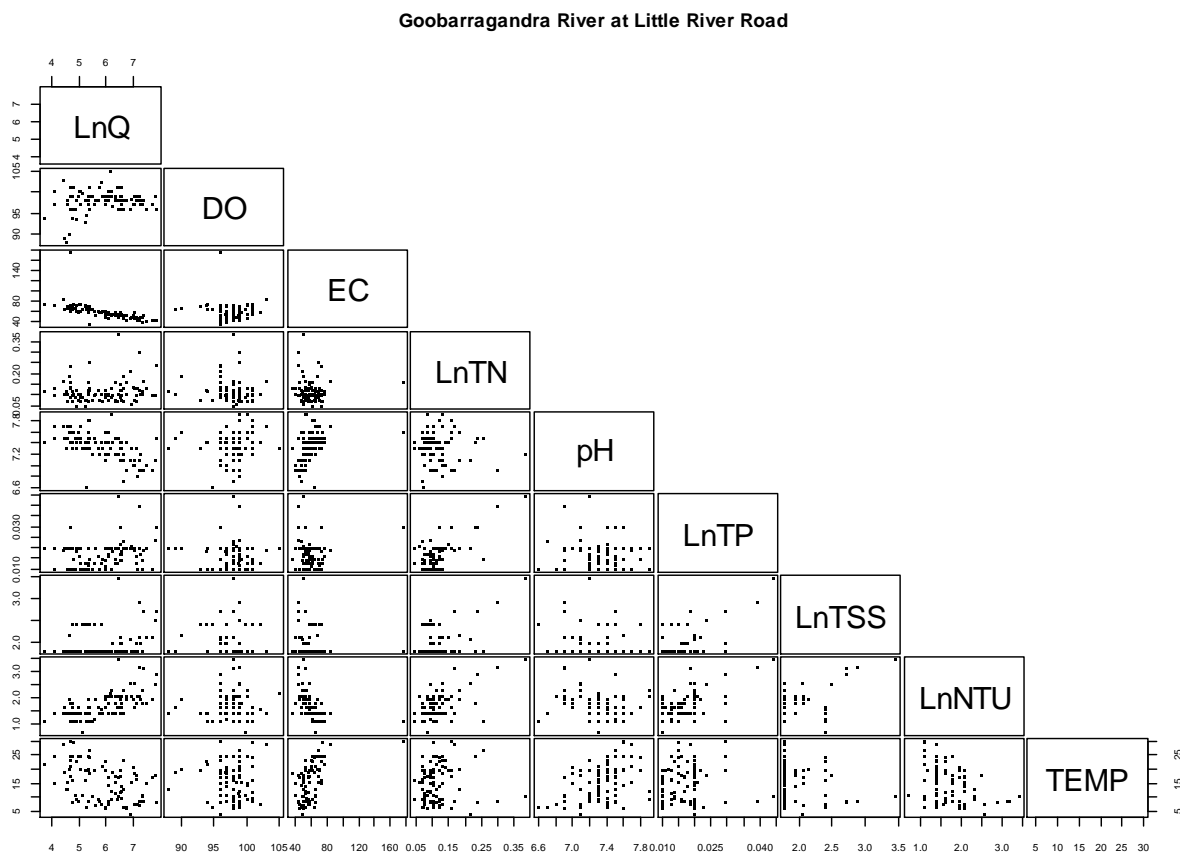 Goobarragandra River at Little River Road
4 5 6 7
4 5 6 7
LnQ
90 95 105
DO
40 80 140
EC
0.05 0.20 0.35
LnTN
6.6 7.2 7.8
pH
0.010 0.030
LnTP
2.0 3.0
LnTSS
1.0 2.0 3.0
LnNTU
5 15 25
TEMP
5 15 25
4 5 6 7
90 95 100 105
40 80 120 160
0.05 0.15 0.25 0.35
6.6 7.0 7.4 7.8
0.010 0.025 0.040
2.0 2.5 3.0 3.5
1.0 2.0 3.0
5 10 15 20 25 30